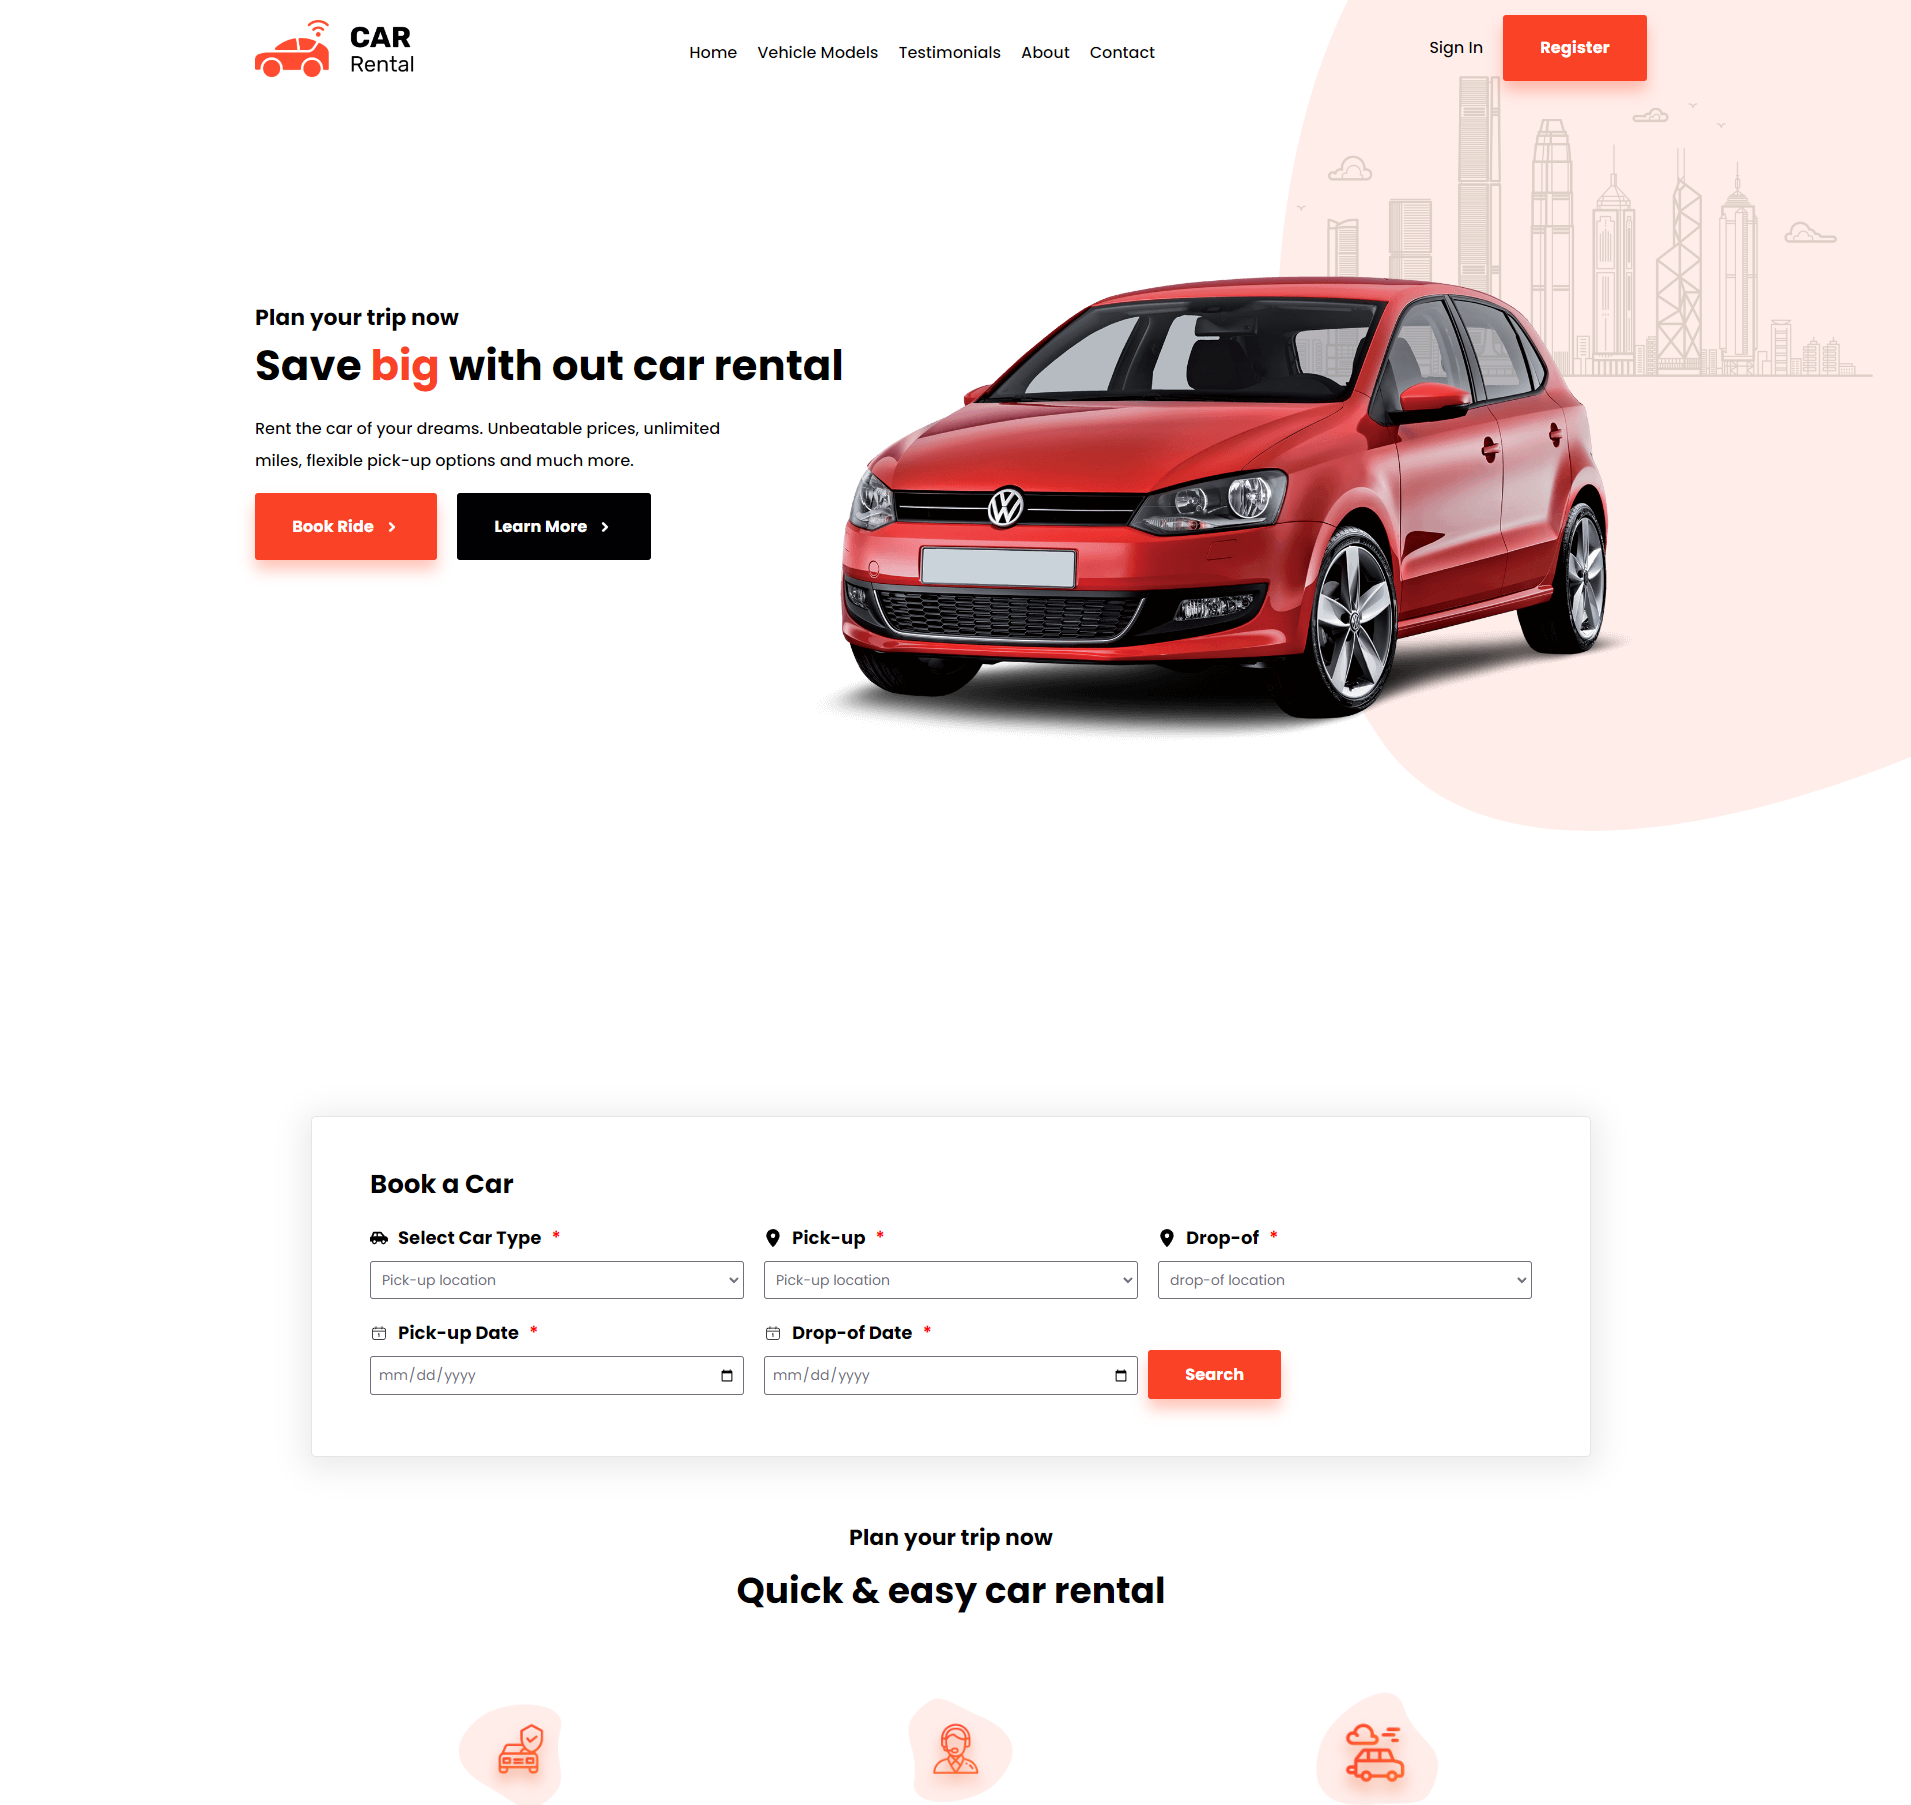 CAR
Rental
Home Vehicle Models Testimonials About Contact
Sign In
Register
Plan your trip now
Save big with out car rental
Rent the car of your dreams. Unbeatable prices, unlimited
miles, flexible pick-up options and much more.
Book Ride
Learn More
Book a Car
Select Car Type *
Pick-up *
Drop-of *
Pick-up location
Pick-up location
drop-of location
Pick-up Date *
Drop-of Date *
mm/dd/yyyy
mm/dd/yyyy
Search
Plan your trip now
Quick & easy car rental